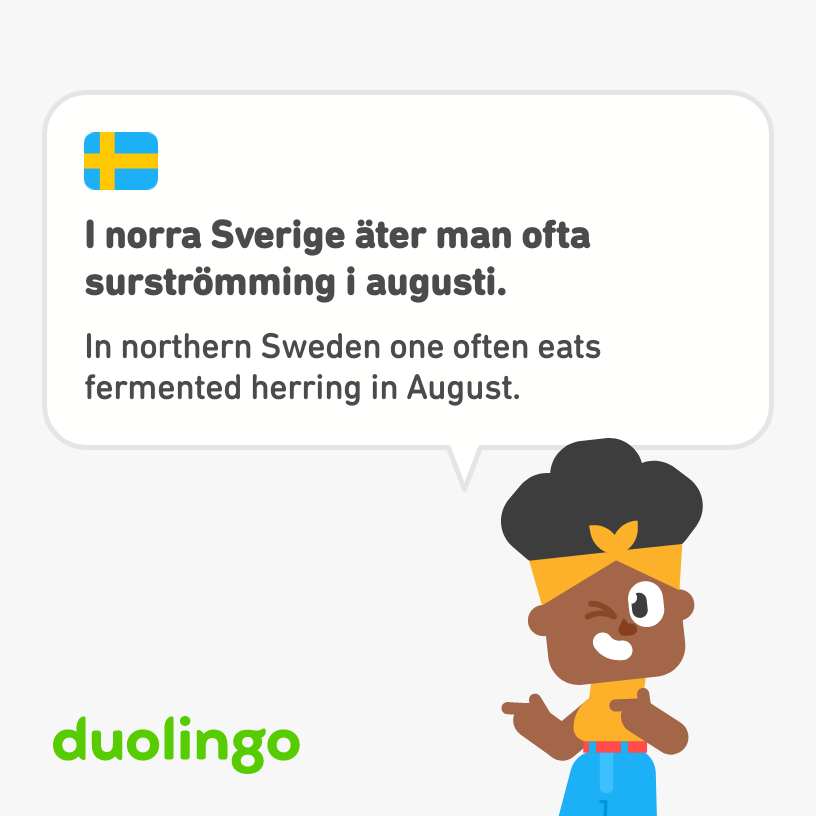 I norra Sverige äter man ofta
surströmming i augusti.
In northern Sweden one often eats
fermented herring in August.
duolingo